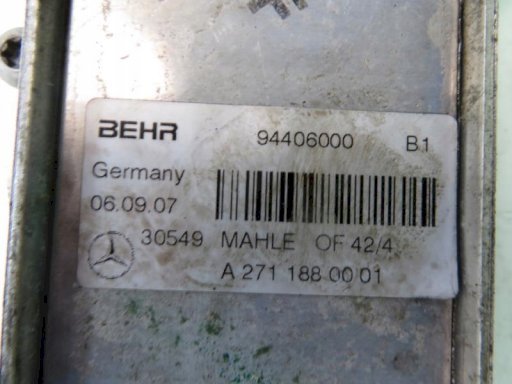 BEHR 94406000 B1
Germany
06.09.07
30549 MAHLE OF 42/4
A 271 188 00 01